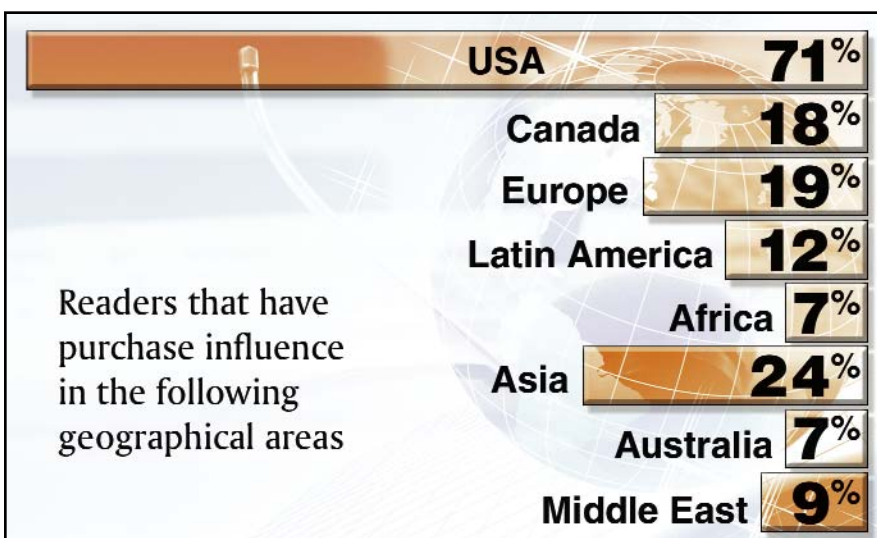 USA 71%
Canada 18%
Europe 19%
Latin America 12%
Africa 7%
Asia 24%
Australia 7%
Middle East 9%
Readers that have
purchase influence
in the following
geographical areas